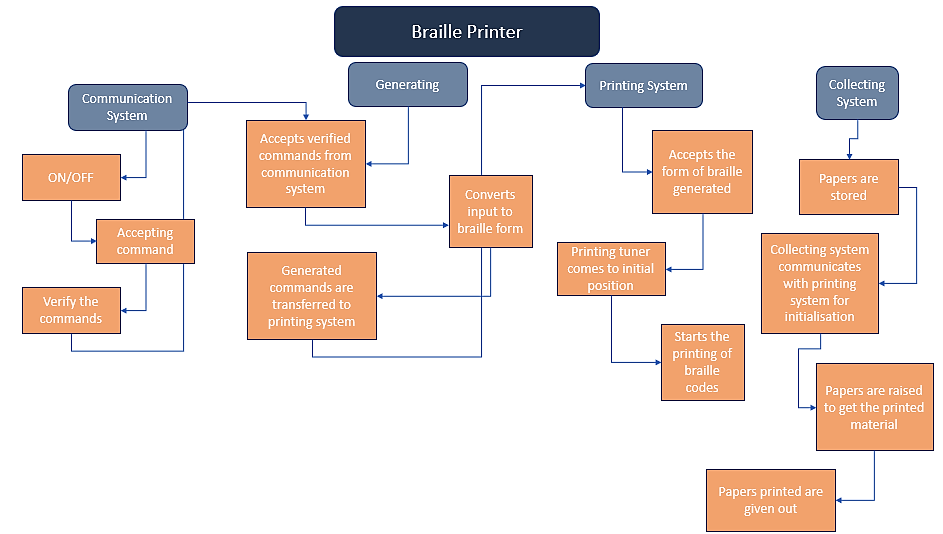 Braille Printer
Communication
System
ON/OFF
Accepting
command
Verify the
commands
Generating
Accepts verified
commands from
communication
system
Converts
input to
braille form
Generated
commands are
transferred to
printing system
Printing System
Accepts the
form of braille
generated
Printing tuner
comes to initial
position
Starts the
printing of
braille
codes
Collecting
System
Papers are
stored
Collecting system
communicates
with printing
system for
initialisation
Papers are raised
to get the printed
material
Papers printed are
given out